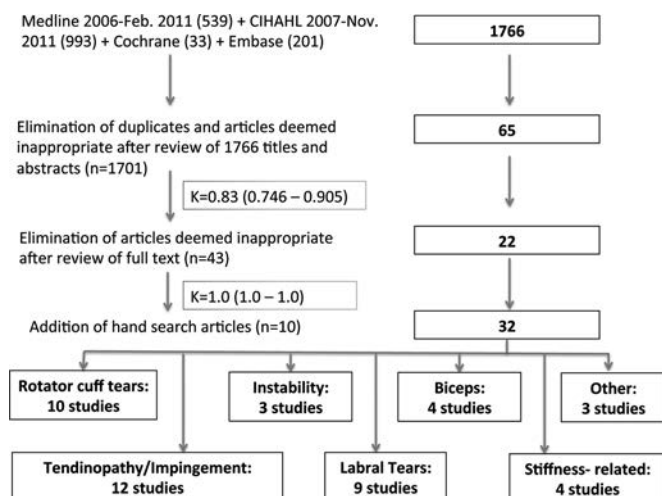 Medline 2006-Feb. 2011 (539) + CIHAHL 2007-Nov.
2011 (993) + Cochrane (33) + Embase (201)
1766
Elimination of duplicates and articles deemed
inappropriate after review of 1766 titles and
abstracts (n=1701)
65
K=0.83 (0.746 – 0.905)
Elimination of articles deemed inappropriate
after review of full text (n=43)
22
K=1.0 (1.0 – 1.0)
Addition of hand search articles (n=10)
32
Rotator cuff tears:
10 studies
Instability:
3 studies
Biceps:
4 studies
Other:
3 studies
Tendinopathy/Impingement:
12 studies
Labral Tears:
9 studies
Stiffness- related:
4 studies